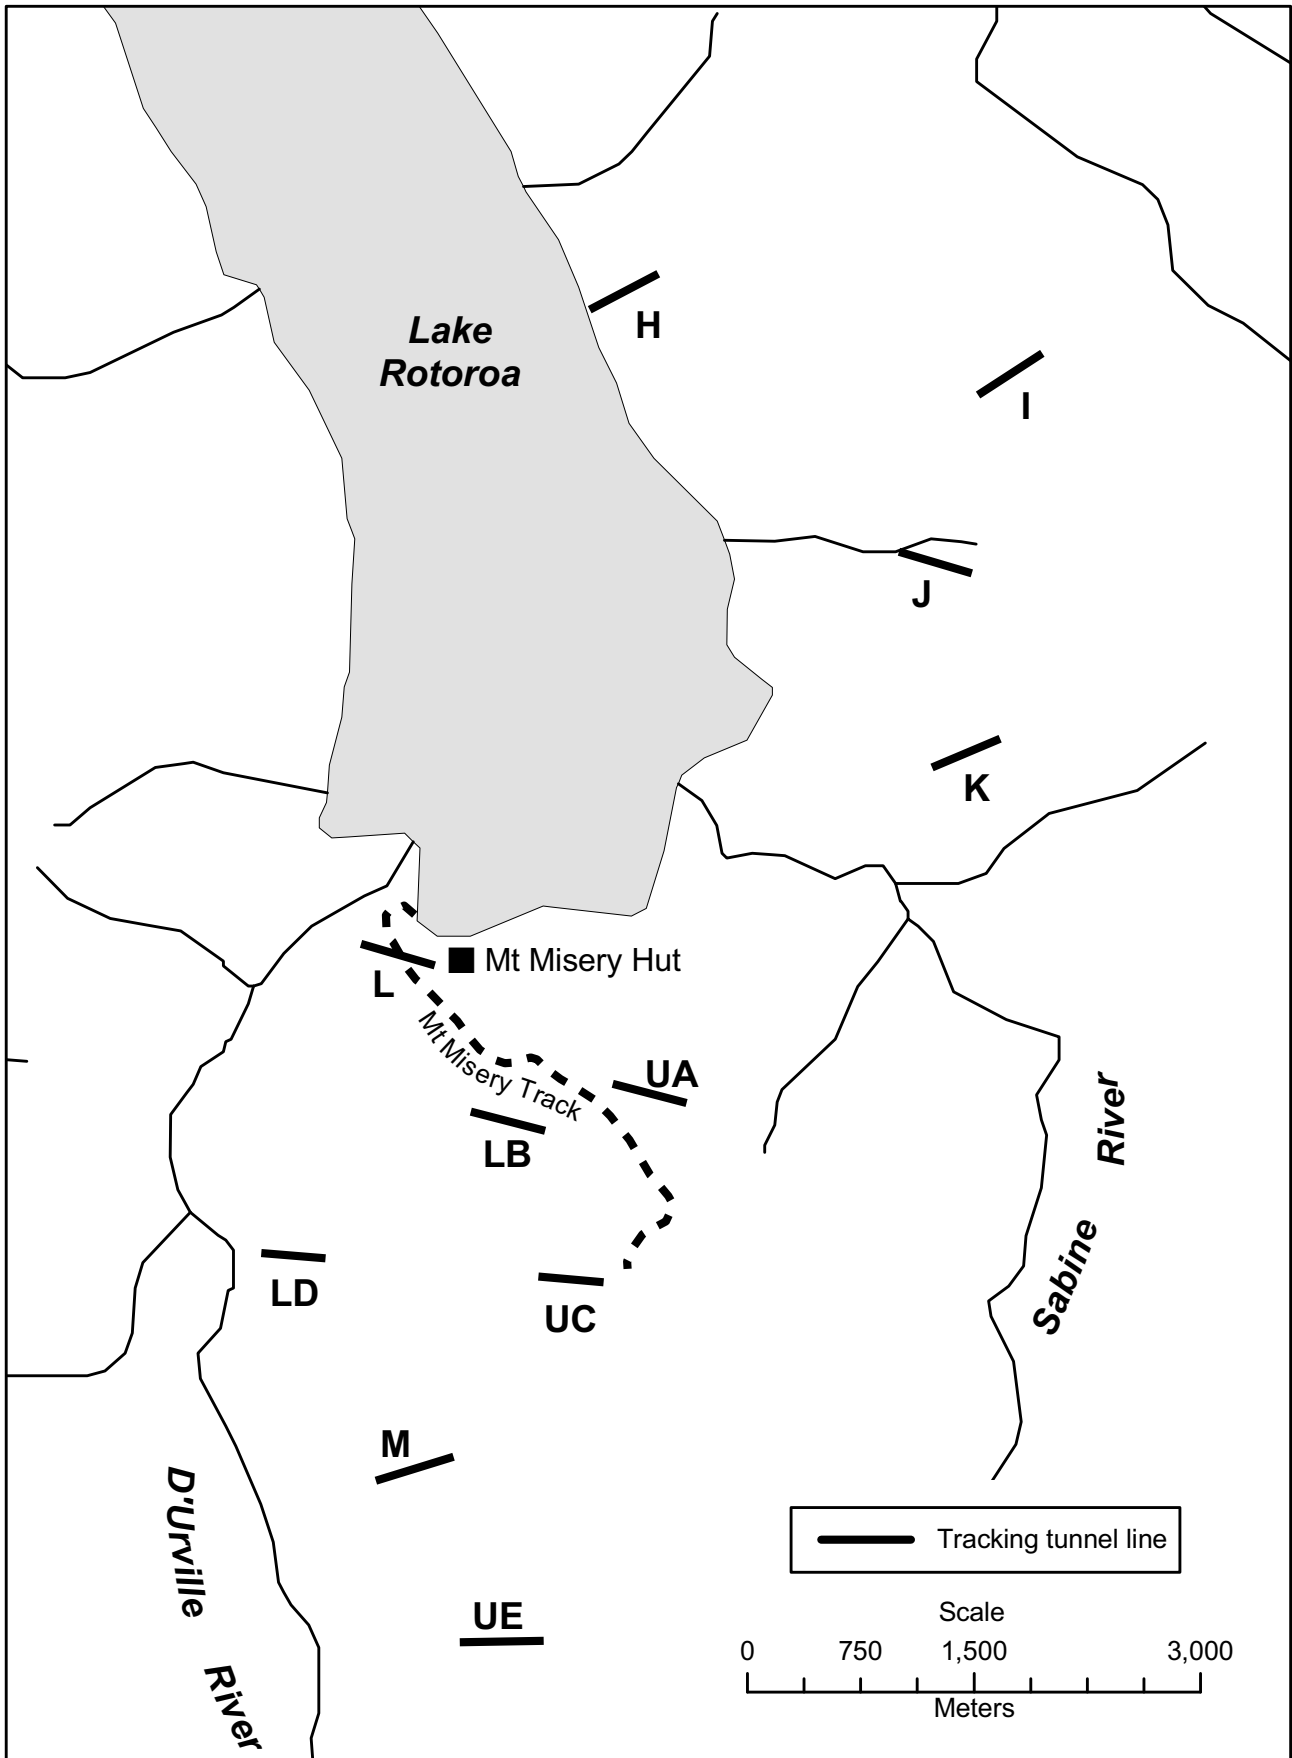 H
Lake
Rotoroa
I
J
K
Mt Misery Hut
L
Mt Misery Track
UA
LB
Sabine River
LD
UC
M
D'Urville River
UE
Tracking tunnel line
Scale
0 750 1,500 3,000
Meters